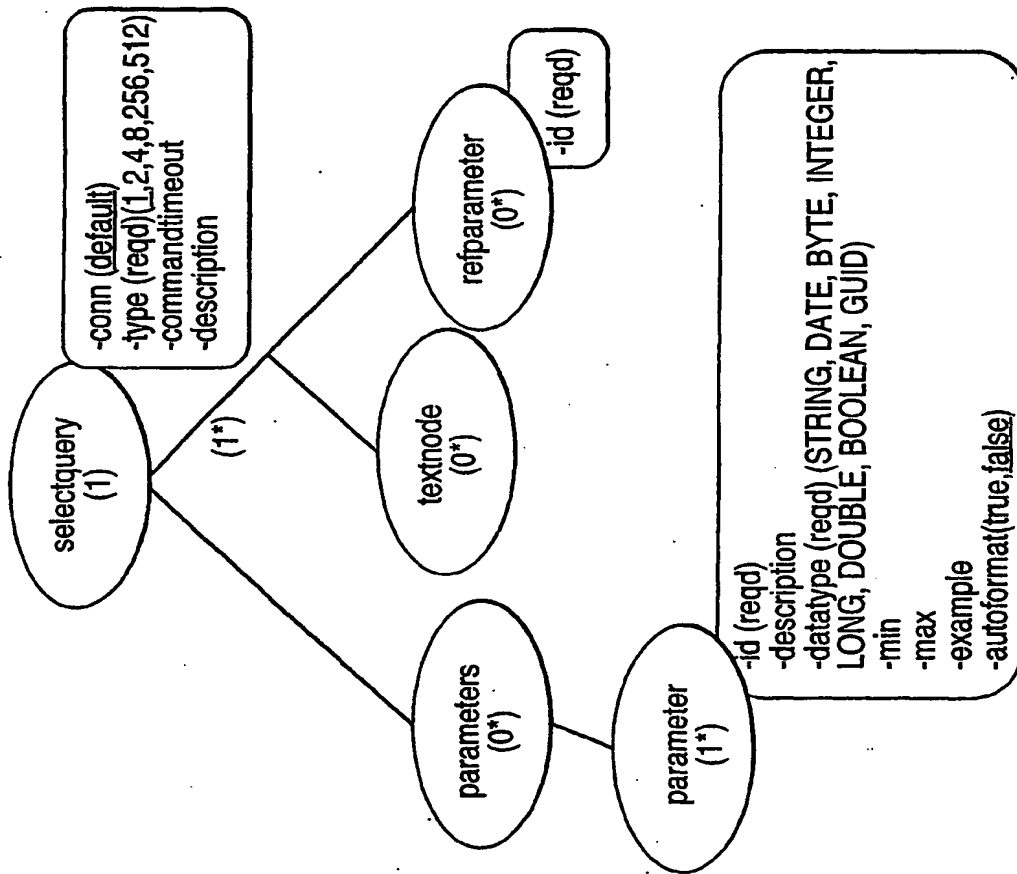 selectquery
(1)
-conn (default)
-type (reqd)(1,2,4,8,256,512)
-commandtimeout
-description
(1*)
parameters
(0*)
textnode
(0*)
refparameter
(0*)
-id (reqd)
parameter
(1*)
-id (reqd)
-description
-datatype (reqd) (STRING, DATE, BYTE, INTEGER,
LONG, DOUBLE, BOOLEAN, GUID)
-min
-max
-example
-autoformat(true,false)